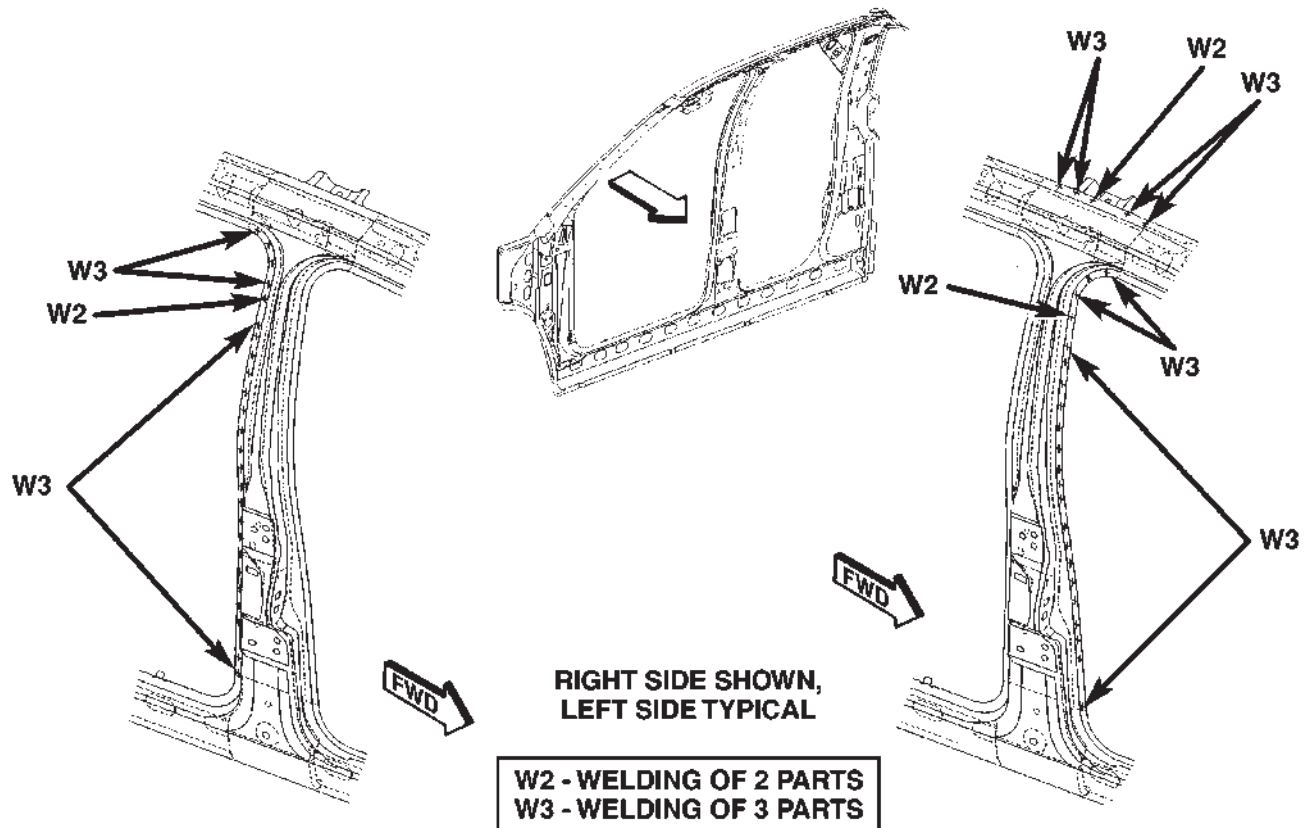 W3
W2
W3
W3
W2
W3
W2
W3
W3
W3
FWD
FWD
RIGHT SIDE SHOWN,
LEFT SIDE TYPICAL
W2 - WELDING OF 2 PARTS
W3 - WELDING OF 3 PARTS